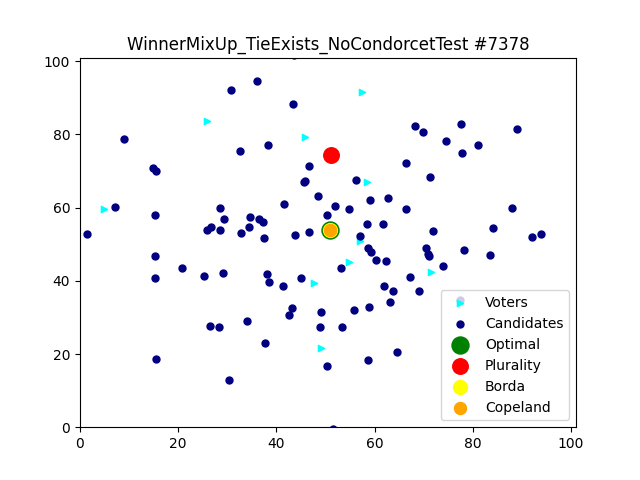 WinnerMixUp_TieExists_NoCondorcetTest #7378
100
80
60
40
20
0
0 20 40 60 80 100
Voters
Candidates
Optimal
Plurality
Borda
Copeland